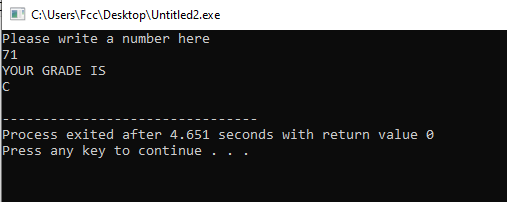 C:\Users\Fcc\Desktop\Untitled2.exe
Please write a number here
71
YOUR GRADE IS
C
--------------------------------
Process exited after 4.651 seconds with return value 0
Press any key to continue . . .